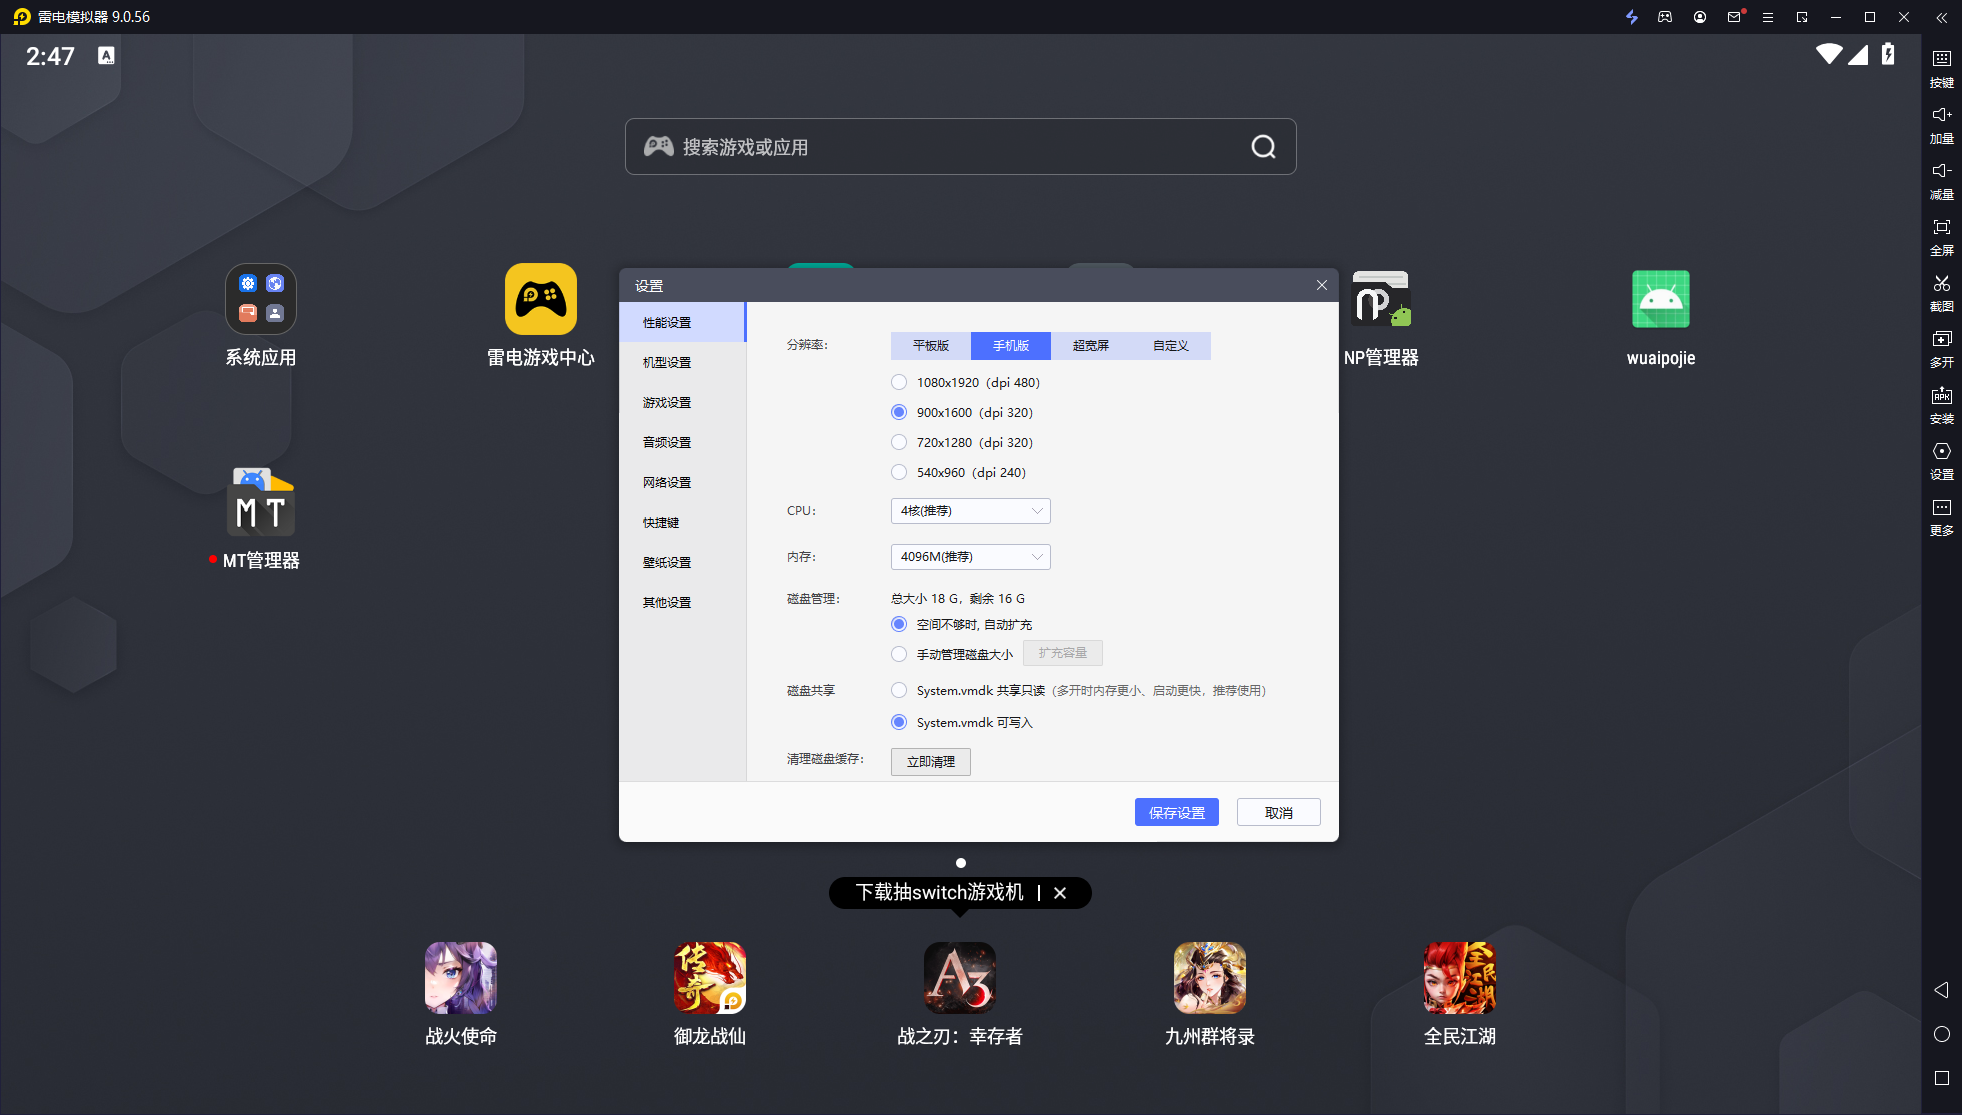 雷电模拟器 9.0.56
2:47
A
搜索游戏或应用
按键
加量
减量
全屏
截图
多开
APK
安装
设置
更多
系统应用
雷电游戏中心
NP管理器
wuaipojie
MT
MT管理器
设置
性能设置
机型设置
游戏设置
音频设置
网络设置
快捷键
壁纸设置
其他设置
分辨率：
平板版 手机版 超宽屏 自定义
1080x1920（dpi 480）
900x1600（dpi 320）
720x1280（dpi 320）
540x960（dpi 240）
CPU：
4核(推荐)
内存：
4096M(推荐)
磁盘管理：
总大小 18 G，剩余 16 G
空间不够时, 自动扩充
手动管理磁盘大小 扩充容量
磁盘共享
System.vmdk 共享只读（多开时内存更小、启动更快，推荐使用）
System.vmdk 可写入
清理磁盘缓存：
立即清理
保存设置 取消
下载抽switch游戏机 | ×
传奇
A3
全民江湖
战火使命
御龙战仙
战之刃：幸存者
九州群将录
全民江湖